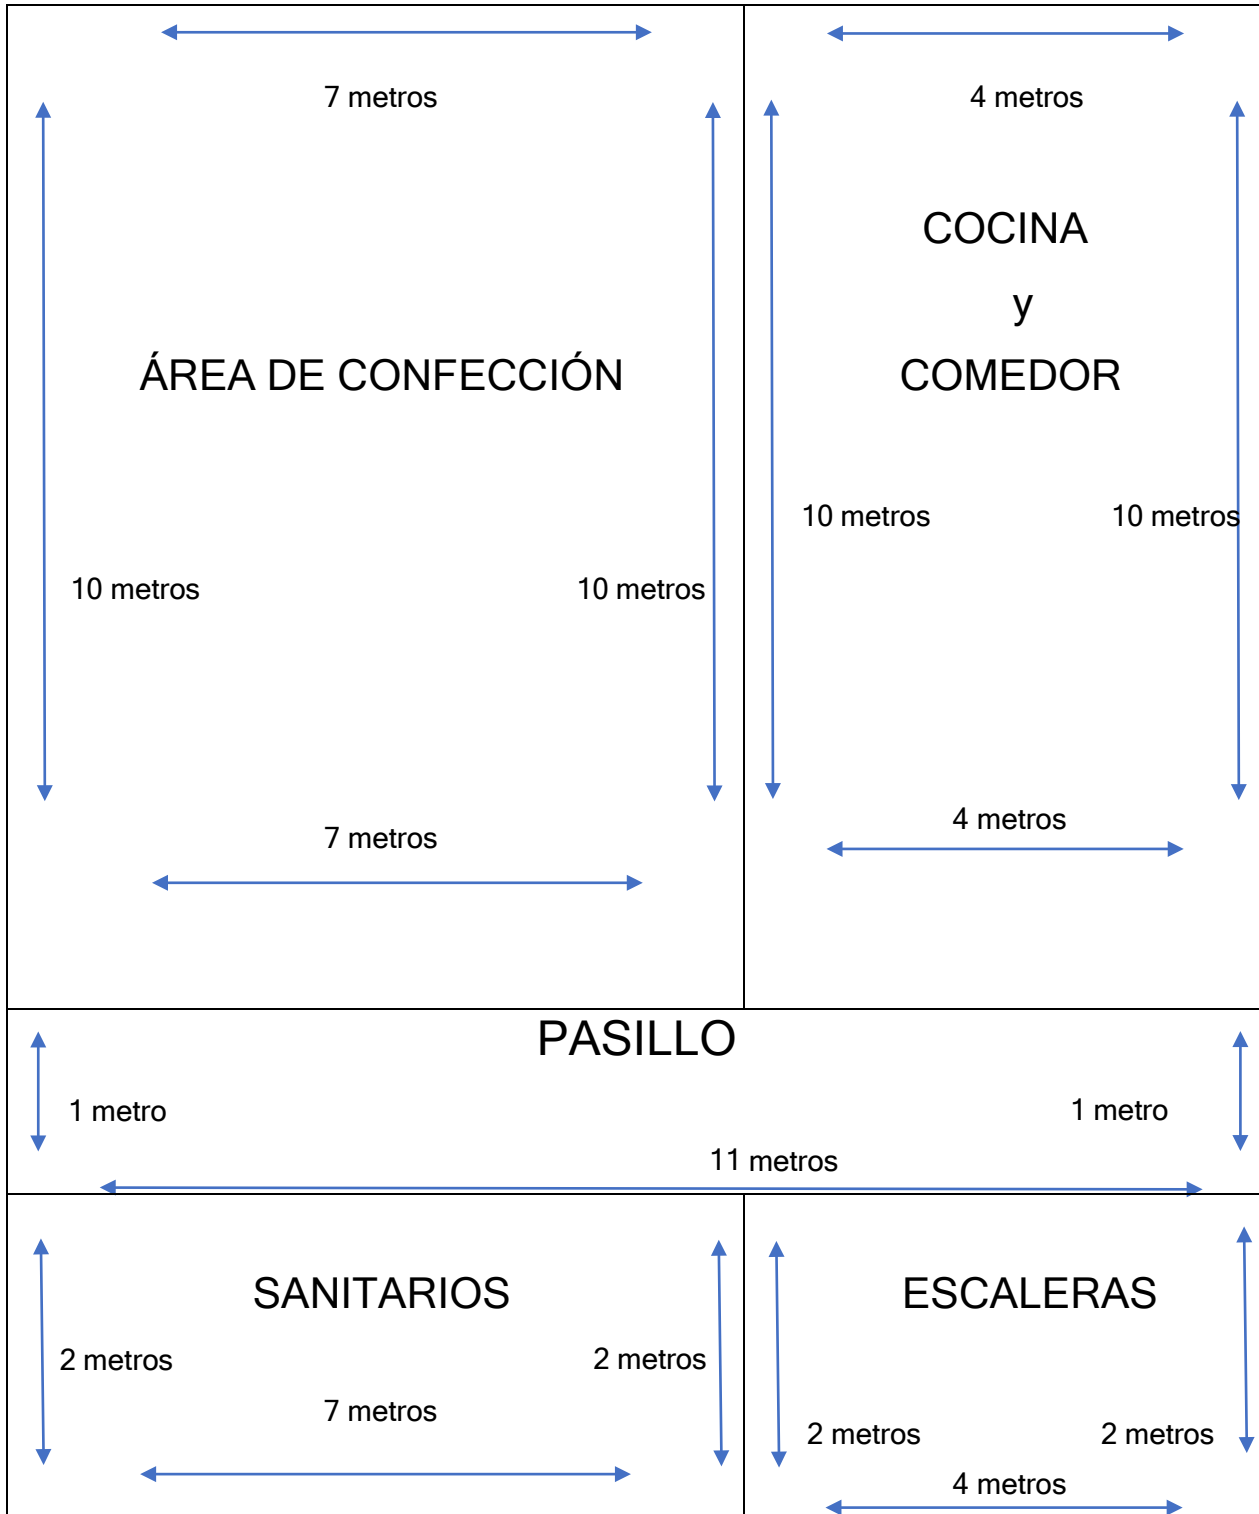 7 metros
ÁREA DE CONFECCIÓN
10 metros
10 metros
7 metros
4 metros
COCINA
y
COMEDOR
10 metros
10 metros
4 metros
PASILLO
1 metro
1 metro
11 metros
SANITARIOS
2 metros
2 metros
7 metros
ESCALERAS
2 metros
2 metros
4 metros